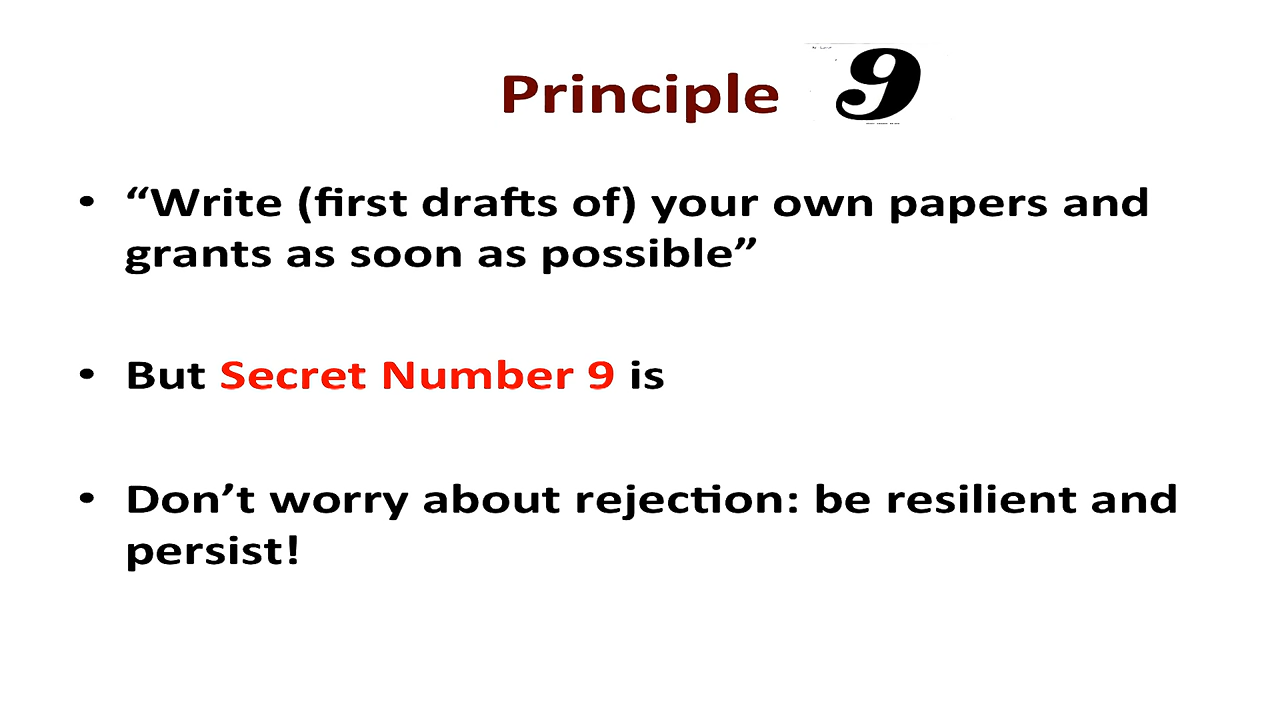 Principle 9
• “Write (first drafts of) your own papers and
grants as soon as possible”
• But Secret Number 9 is
• Don’t worry about rejection: be resilient and
persist!